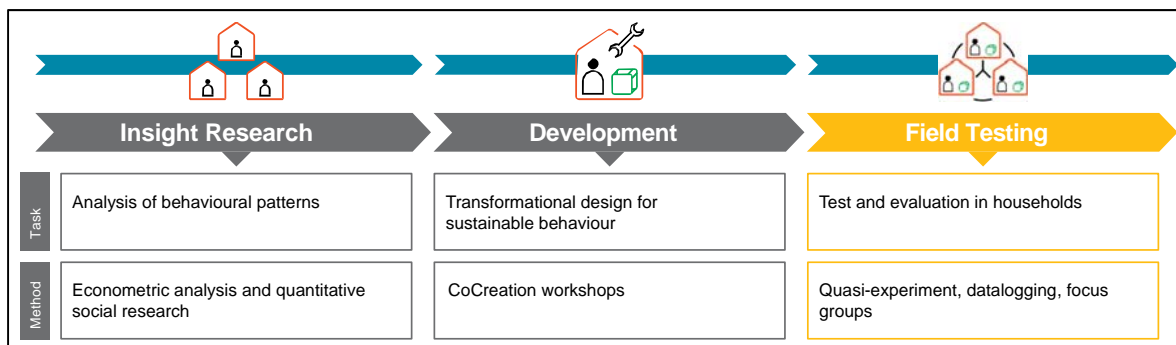 Insight Research
Development
Field Testing
Task
Analysis of behavioural patterns
Transformational design for
sustainable behaviour
Test and evaluation in households
Method
Econometric analysis and quantitative
social research
CoCreation workshops
Quasi-experiment, datalogging, focus
groups